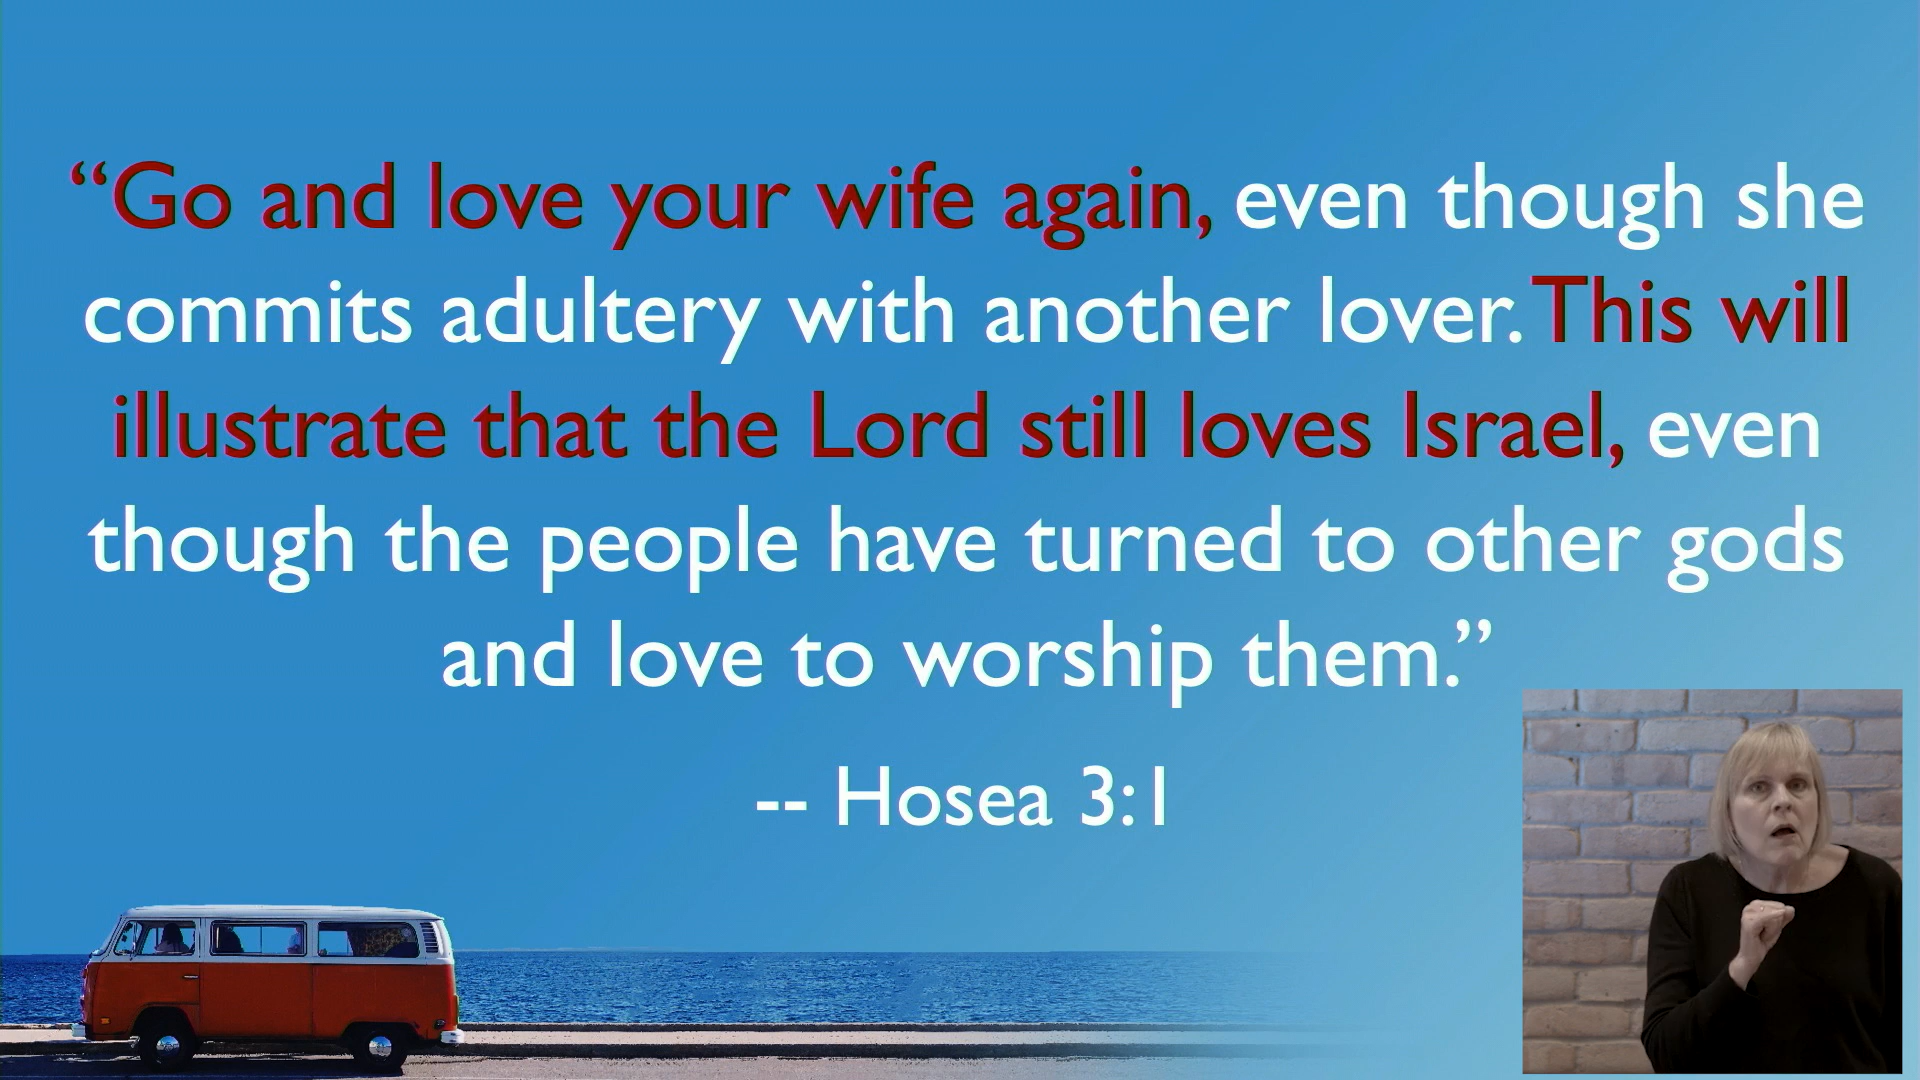 “Go and love your wife again, even though she
commits adultery with another lover. This will
illustrate that the Lord still loves Israel, even
though the people have turned to other gods
and love to worship them.”
-- Hosea 3:1